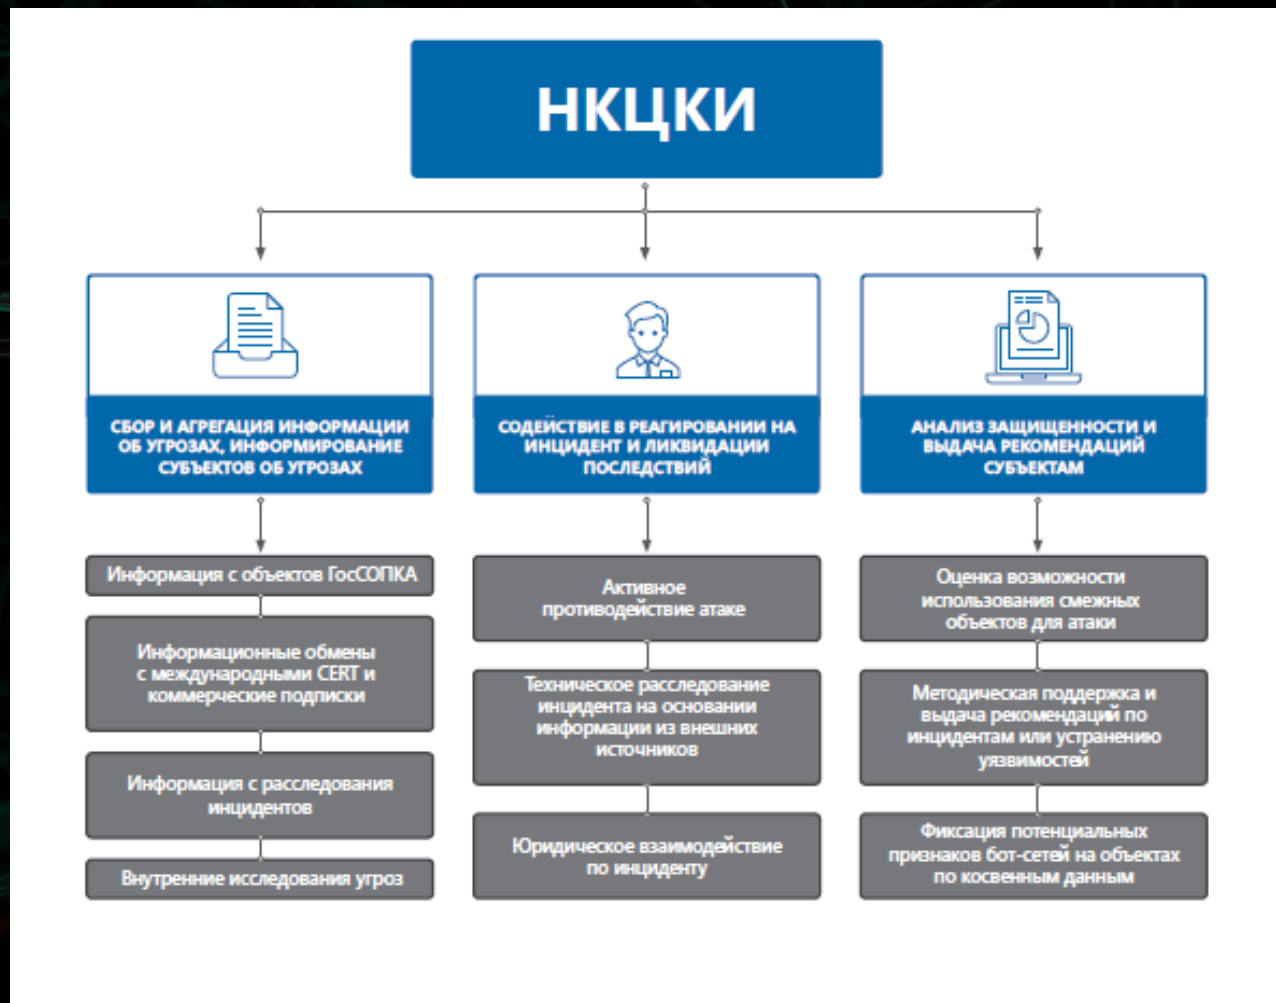 НКЦКИ
СБОР И АГРЕГАЦИЯ ИНФОРМАЦИИ
ОБ УГРОЗАХ, ИНФОРМИРОВАНИЕ
СУБЪЕКТОВ ОБ УГРОЗАХ
Информация с объектов ГосСОПКА
Информационные обмены
с международными CERT и
коммерческие подписки
Информация с расследования
инцидентов
Внутренние исследования угроз
СОДЕЙСТВИЕ В РЕАГИРОВАНИИ НА
ИНЦИДЕНТ И ЛИКВИДАЦИИ
ПОСЛЕДСТВИЙ
Активное
противодействие атаке
Техническое расследование
инцидента на основании
информации из внешних
источников
Юридическое взаимодействие
по инциденту
АНАЛИЗ ЗАЩИЩЕННОСТИ И
ВЫДАЧА РЕКОМЕНДАЦИЙ
СУБЪЕКТАМ
Оценка возможности
использования смежных
объектов для атаки
Методическая поддержка и
выдача рекомендаций по
инцидентам или устранению
уязвимостей
Фиксация потенциальных
признаков бот-сетей на объектах
по косвенным данным